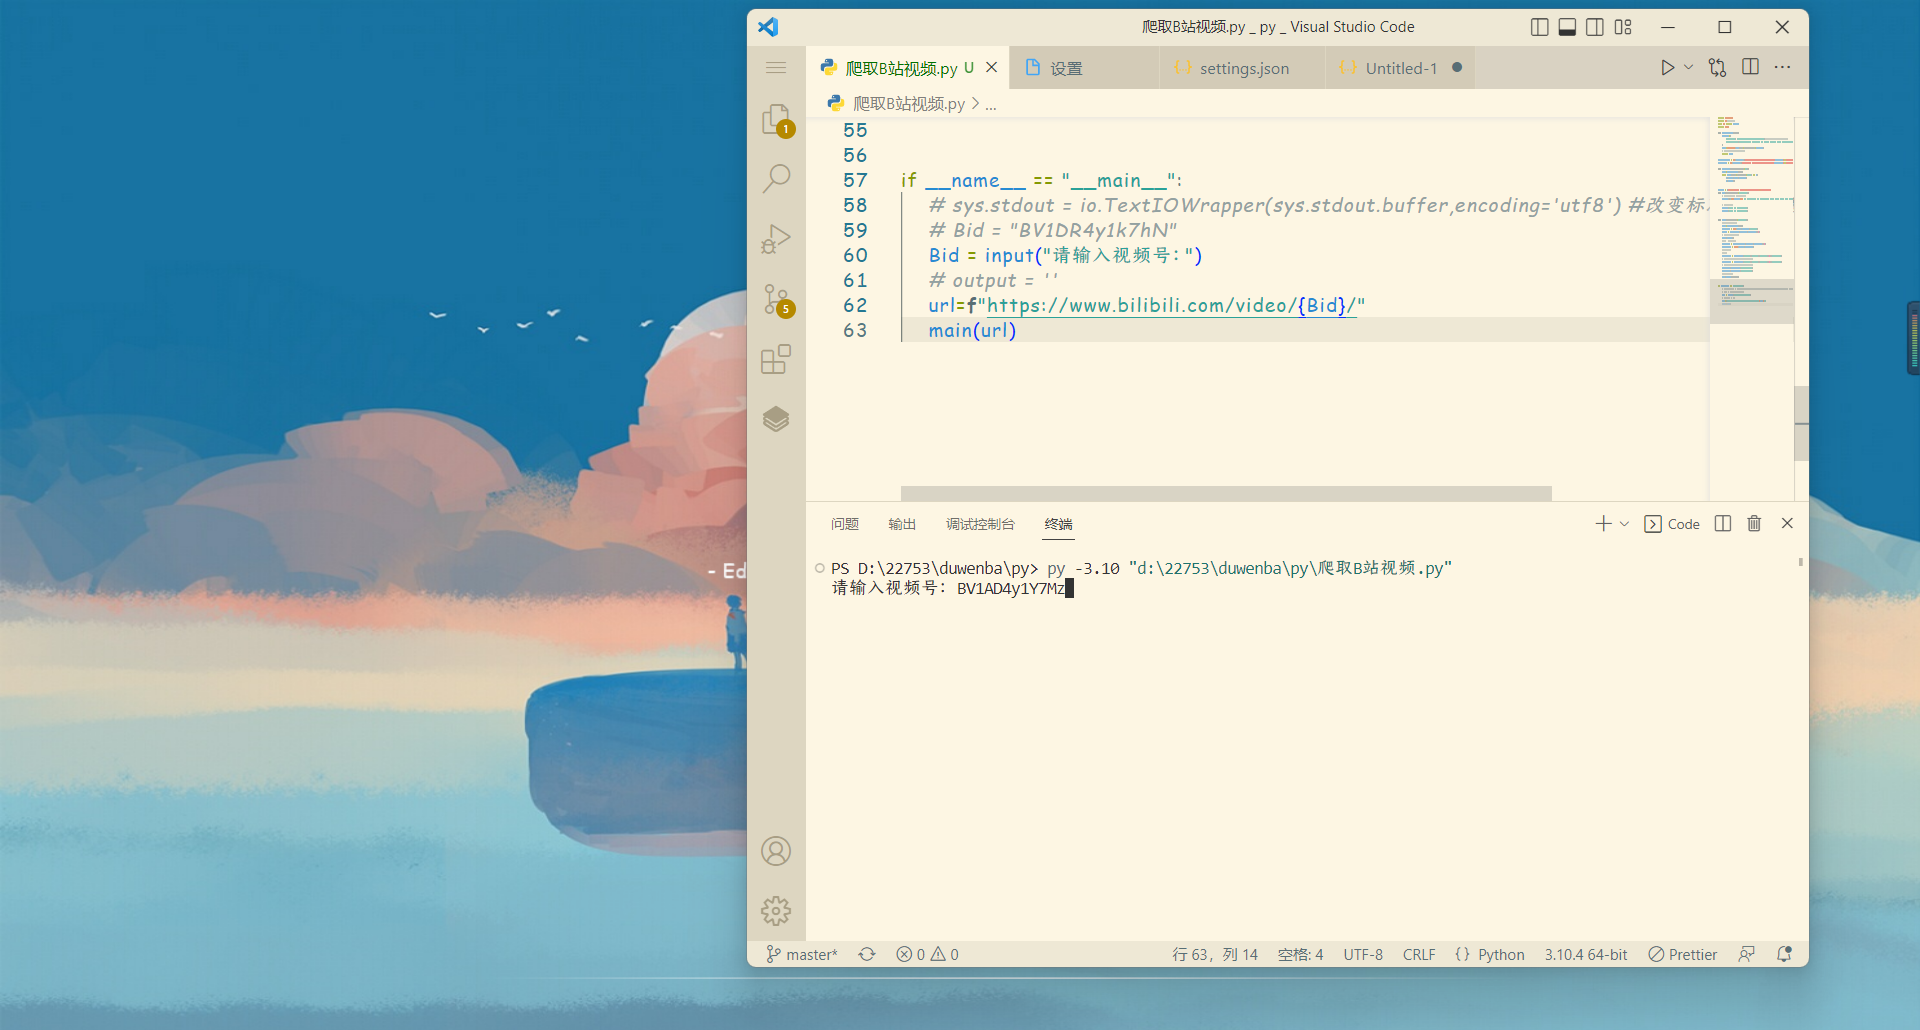 爬取B站视频.py _ py _ Visual Studio Code
爬取B站视频.py U
设置
settings.json
Untitled-1
爬取B站视频.py > ...
1
5
55
56
57 if __name__ == "__main__":
58 # sys.stdout = io.TextIOWrapper(sys.stdout.buffer,encoding='utf8') #改变标
59 # Bid = "BV1DR4y1k7hN"
60 Bid = input("请输入视频号：")
61 # output = ''
62 url=f"https://www.bilibili.com/video/{Bid}/"
63 main(url)
问题 输出 调试控制台 终端
Code
PS D:\22753\duwenba\py> py -3.10 "d:\22753\duwenba\py\爬取B站视频.py"
请输入视频号：BV1AD4y1Y7Mz
- Ed
master* 0 0 行 63，列 14 空格: 4 UTF-8 CRLF {} Python 3.10.4 64-bit Prettier